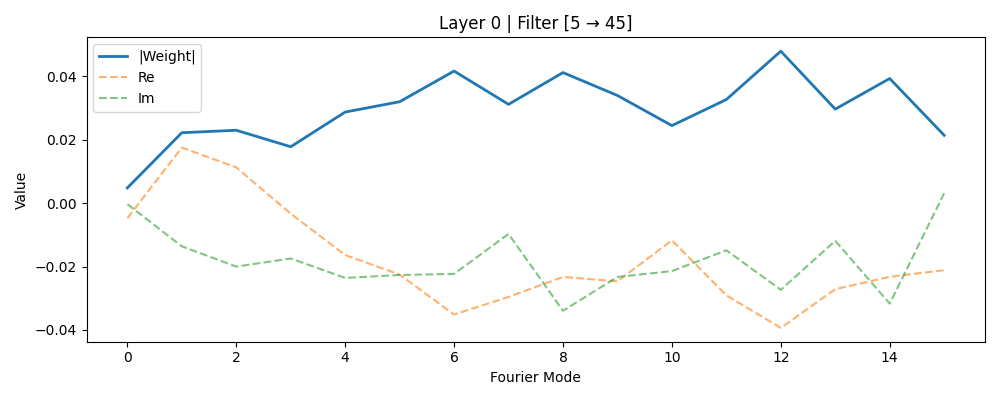 Layer 0 | Filter [5 → 45]
|Weight|
Re
Im
Value
0.04
0.02
0.00
−0.02
−0.04
0 2 4 6 8 10 12 14
Fourier Mode